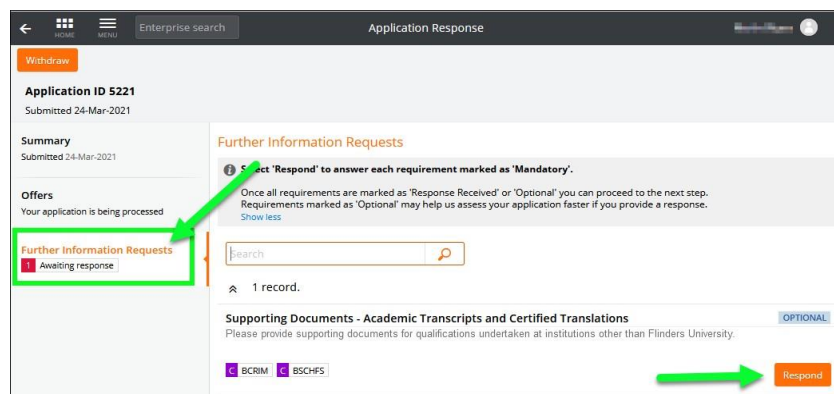 HOME
MENU
Enterprise search
Application Response
Withdraw
Application ID 5221
Submitted 24-Mar-2021
Summary
Submitted 24-Mar-2021
Offers
Your application is being processed
Further Information Requests
1 Awaiting response
Further Information Requests
Select 'Respond' to answer each requirement marked as 'Mandatory'.
Once all requirements are marked as 'Response Received' or 'Optional' you can proceed to the next step.
Requirements marked as 'Optional' may help us assess your application faster if you provide a response.
Show less
Search
1 record.
Supporting Documents - Academic Transcripts and Certified Translations
OPTIONAL
Please provide supporting documents for qualifications undertaken at institutions other than Flinders University.
C BCRIM C BSCHFS
Respond